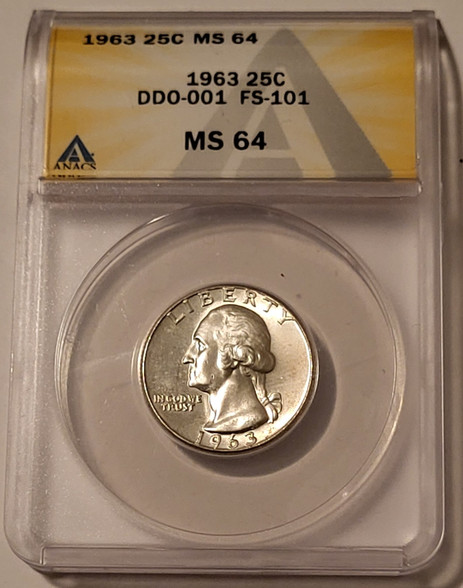 1963 25C MS 64
1963 25C
DDO-001 FS-101
MS 64
ANACS
LIBERTY
IN GOD WE
TRUST
1963